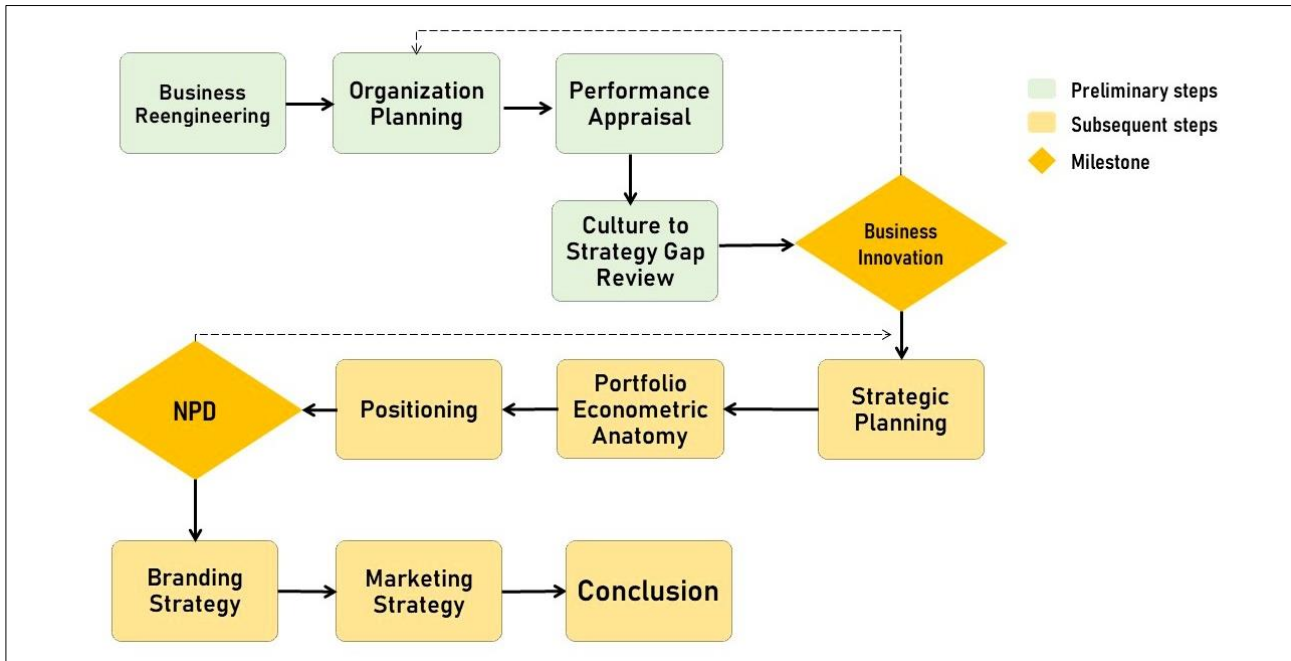 Business
Reengineering
Organization
Planning
Performance
Appraisal
Preliminary steps
Subsequent steps
Milestone
Culture to
Strategy Gap
Review
Business
Innovation
NPD
Positioning
Portfolio
Econometric
Anatomy
Strategic
Planning
Branding
Strategy
Marketing
Strategy
Conclusion